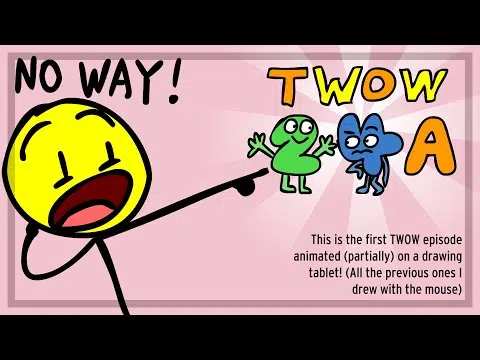 NO WAY!
TWOW
24A
This is the first TWOW episode
animated (partially) on a drawing
tablet! (All the previous ones I
drew with the mouse)